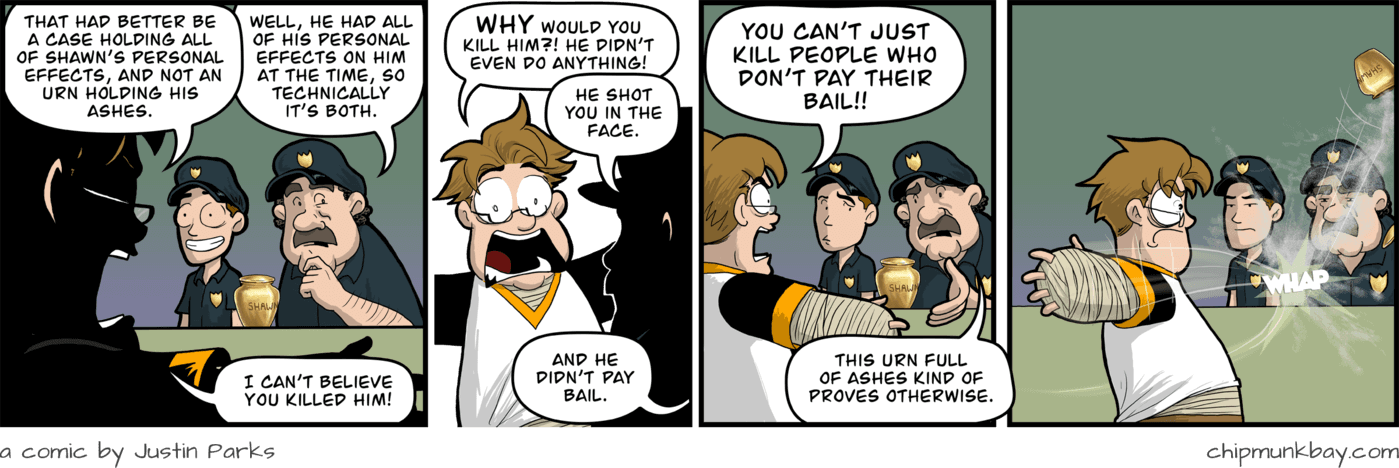 THAT HAD BETTER BE
A CASE HOLDING ALL
OF SHAWN'S PERSONAL
EFFECTS, AND NOT AN
URN HOLDING HIS
ASHES.
WELL, HE HAD ALL
OF HIS PERSONAL
EFFECTS ON HIM
AT THE TIME, SO
TECHNICALLY
IT'S BOTH.
SHAWN
I CAN'T BELIEVE
YOU KILLED HIM!
WHY WOULD YOU
KILL HIM?! HE DIDN'T
EVEN DO ANYTHING!
HE SHOT
YOU IN THE
FACE.
AND HE
DIDN'T PAY
BAIL.
YOU CAN'T JUST
KILL PEOPLE WHO
DON'T PAY THEIR
BAIL!!
SHAWN
THIS URN FULL
OF ASHES KIND OF
PROVES OTHERWISE.
SHAWN
WHAP
a comic by Justin Parks
chipmunkbay.com